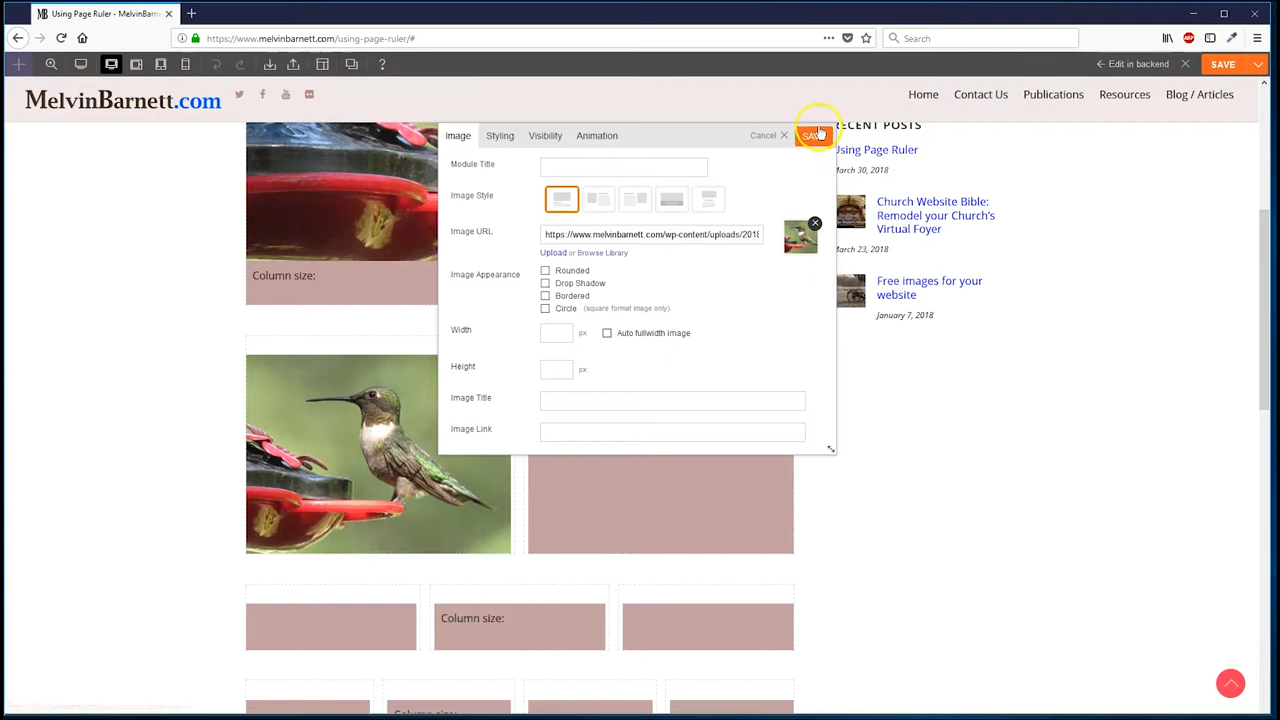 Using Page Ruler - MelvinBarnett
https://www.melvinbarnett.com/using-page-ruler/#
Search
ABP
Edit in backend
SAVE
MelvinBarnett.com
Home
Contact Us
Publications
Resources
Blog / Articles
Image
Styling
Visibility
Animation
Cancel
Module Title
Image Style
Image URL
https://www.melvinbarnett.com/wp-content/uploads/2018
Upload or Browse Library
Image Appearance
Rounded
Drop Shadow
Bordered
Circle (square format image only)
Width
px
Auto fullwidth image
Height
px
Image Title
Image Link
RECENT POSTS
Using Page Ruler
March 30, 2018
Church Website Bible:
Remodel your Church's
Virtual Foyer
March 23, 2018
Free images for your
website
January 7, 2018
Column size:
Column size: